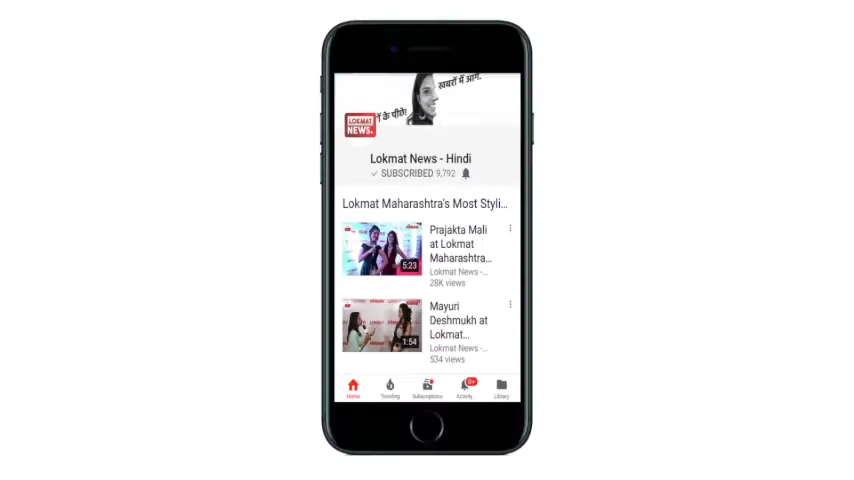 खबरों में आगे.
के पीछे!
LOKMAT
NEWS.
Lokmat News - Hindi
SUBSCRIBED 9,792
Lokmat Maharashtra's Most Styli...
Prajakta Mali
at Lokmat
Maharashtra...
Lokmat News -...
28K views
5:23
Mayuri
Deshmukh at
Lokmat...
Lokmat News -...
534 views
1:54
Home
Trending
Subscriptions
9+
Activity
Library